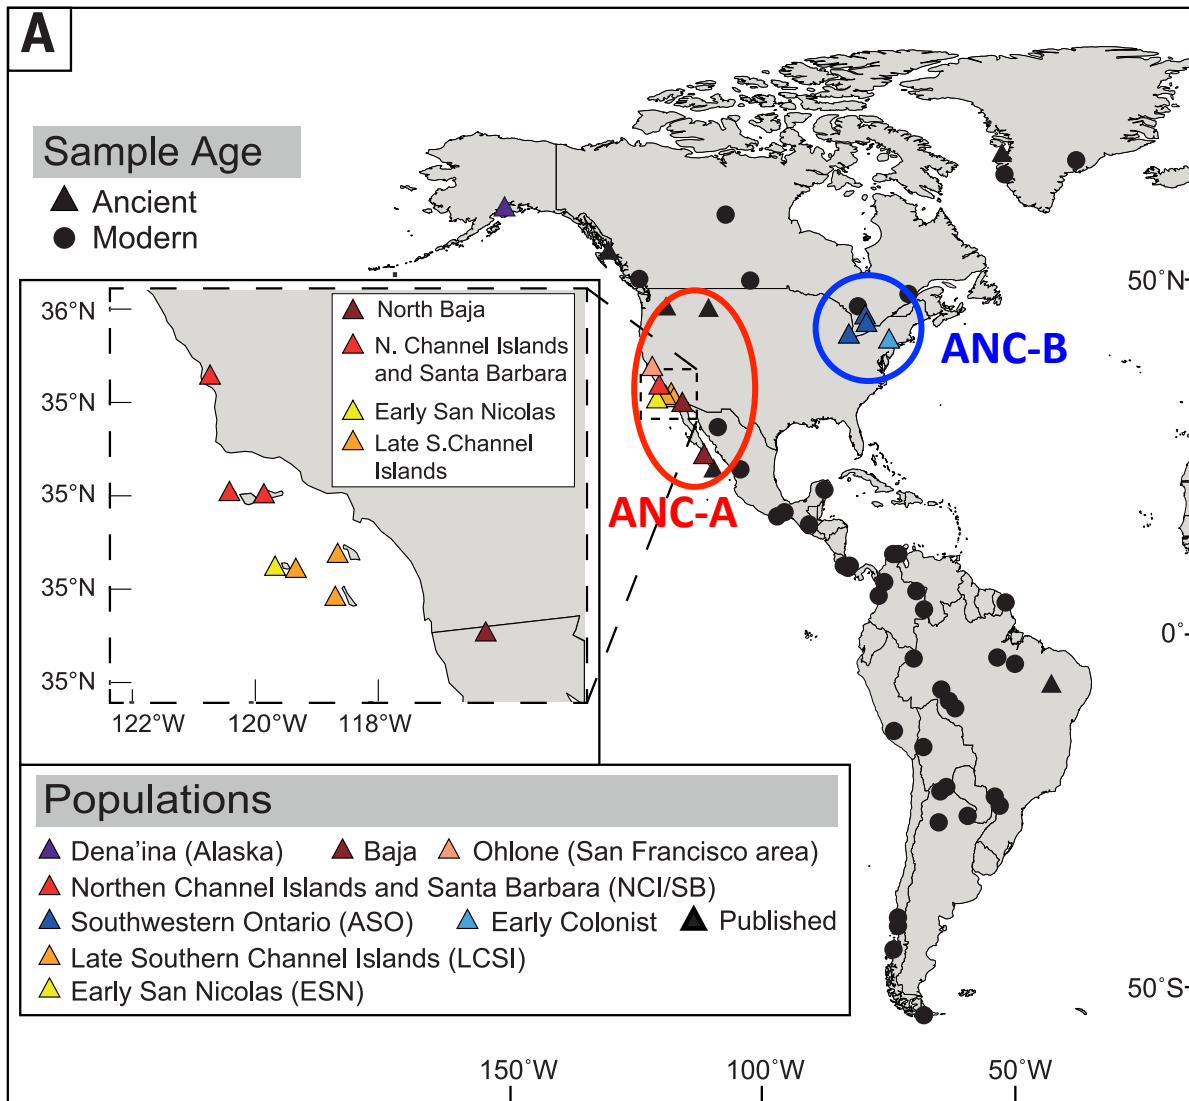 A
Sample Age
Ancient
Modern
50˚N
0˚
50˚S
150˚W
100˚W
50˚W
ANC-A
ANC-B
36°N
35°N
35°N
35°N
35°N
122°W
120°W
118°W
North Baja
N. Channel Islands
and Santa Barbara
Early San Nicolas
Late S.Channel
Islands
Populations
Dena’ina (Alaska) Baja Ohlone (San Francisco area)
Northen Channel Islands and Santa Barbara (NCI/SB)
Southwestern Ontario (ASO) Early Colonist Published
Late Southern Channel Islands (LCSI)
Early San Nicolas (ESN)